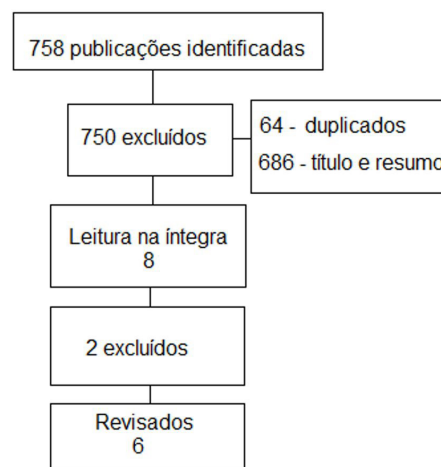 758 publicações identificadas
750 excluídos
64 - duplicados
686 - título e resumo
Leitura na íntegra
8
2 excluídos
Revisados
6